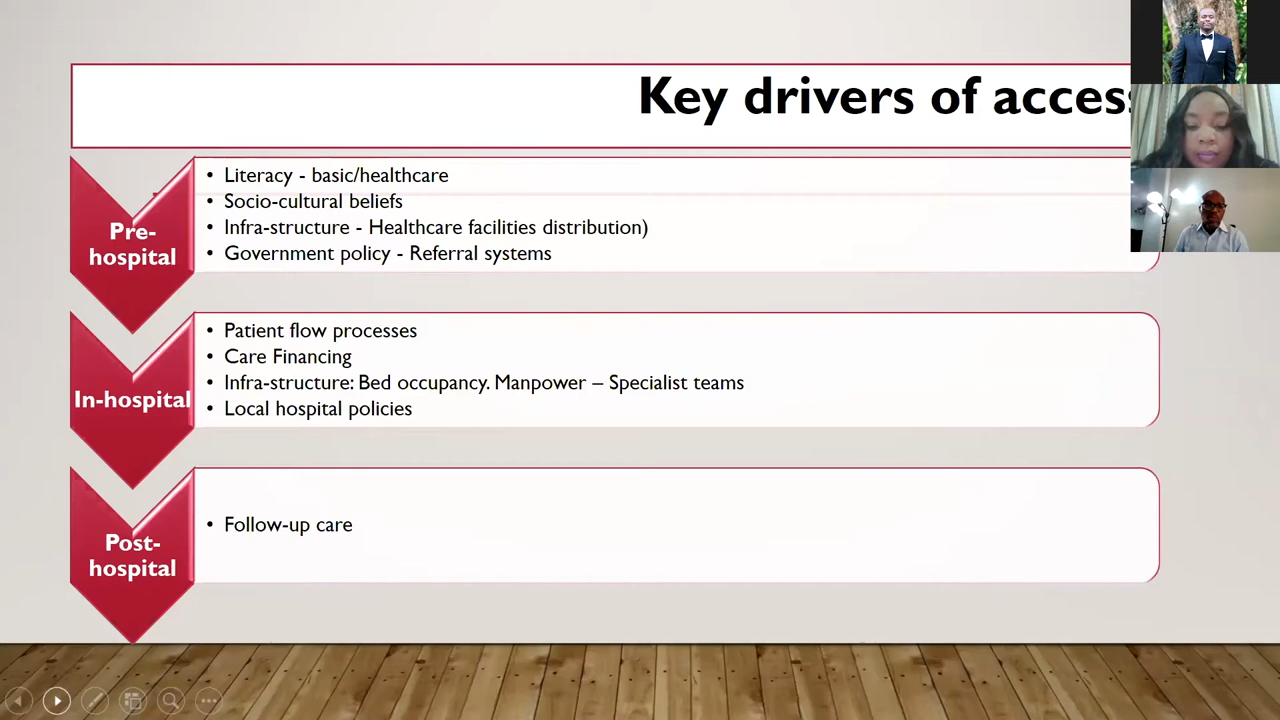 Key drivers of access
Pre-
hospital
• Literacy - basic/healthcare
• Socio-cultural beliefs
• Infra-structure - Healthcare facilities distribution)
• Government policy - Referral systems
In-hospital
• Patient flow processes
• Care Financing
• Infra-structure: Bed occupancy. Manpower – Specialist teams
• Local hospital policies
Post-
hospital
• Follow-up care